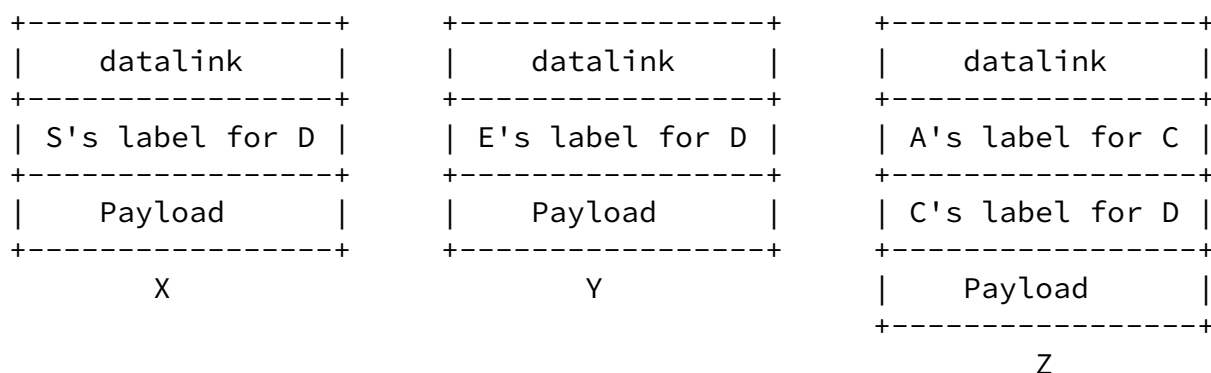 +-----------------+    +-----------------+    +-----------------+
|    datalink     |    |    datalink     |    |    datalink     |
+-----------------+    +-----------------+    +-----------------+
| S's label for D |    | E's label for D |    | A's label for C |
+-----------------+    +-----------------+    +-----------------+
|    Payload      |    |    Payload      |    | C's label for D |
+-----------------+    +-----------------+    +-----------------+
X                      Y               |    Payload      |
+-----------------+
Z